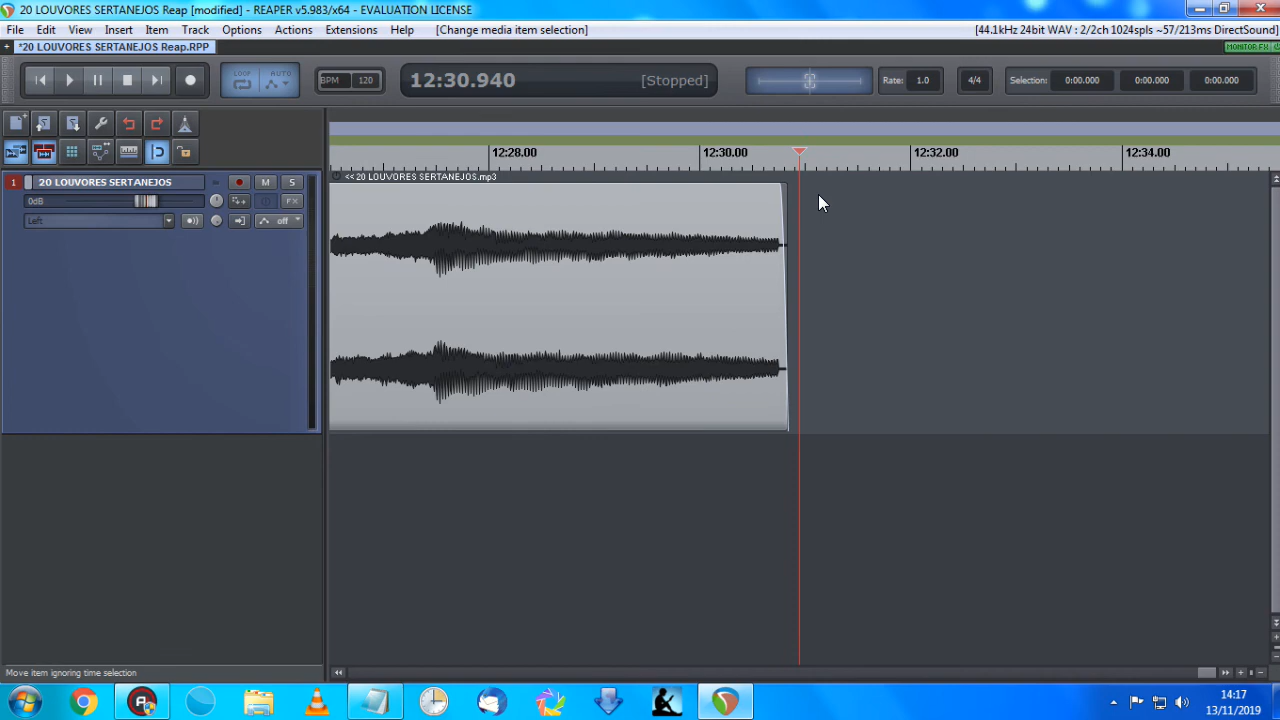 20 LOUVORES SERTANEJOS Reap [modified] - REAPER v5.983/x64 - EVALUATION LICENSE
File Edit View Insert Item Track Options Actions Extensions Help [Change media item selection] [44.1kHz 24bit WAV : 2/2ch 1024spls ~57/213ms DirectSound]
*20 LOUVORES SERTANEJOS Reap.RPP MONITOR FX
LOOP AUTO BPM 120 12:30.940 [Stopped] Rate: 1.0 4/4 Selection: 0:00.000 0:00.000 0:00.000
12:28.00 12:30.00 12:32.00 12:34.00
<< 20 LOUVORES SERTANEJOS.mp3
1 20 LOUVORES SERTANEJOS M S
0dB FX
Left off
Move item ignoring time selection
14:17
13/11/2019